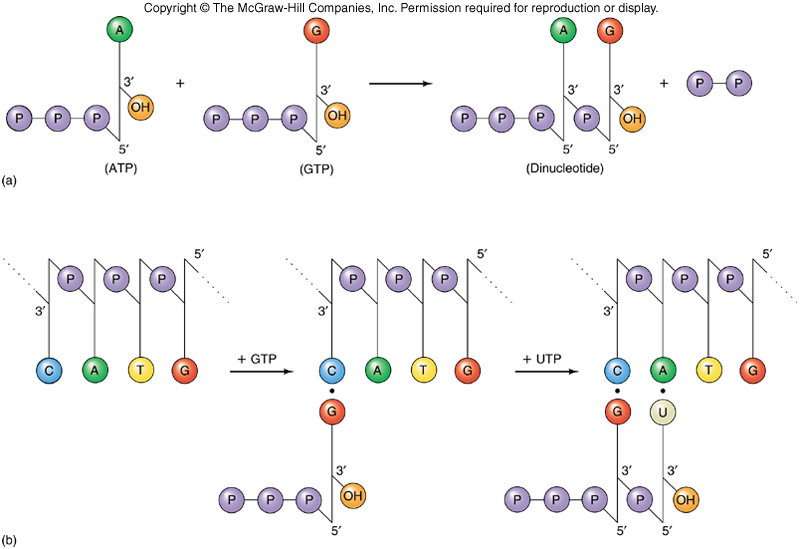 Copyright © The McGraw-Hill Companies, Inc. Permission required for reproduction or display.
A G A G
3′ + 3′ 3′ 3′ + P P
OH OH OH
P P P P P P P P P P
5′ 5′ 5′ 5′
(ATP) (GTP) (Dinucleotide)
(a)
5′ 5′ 5′
P P P P P P P P P
3′ 3′ 3′
+ GTP + UTP
C A T G C A T G C A T G
G G U
3′ 3′ 3′
P P P OH P P P P OH
5′ 5′ 5′
(b)